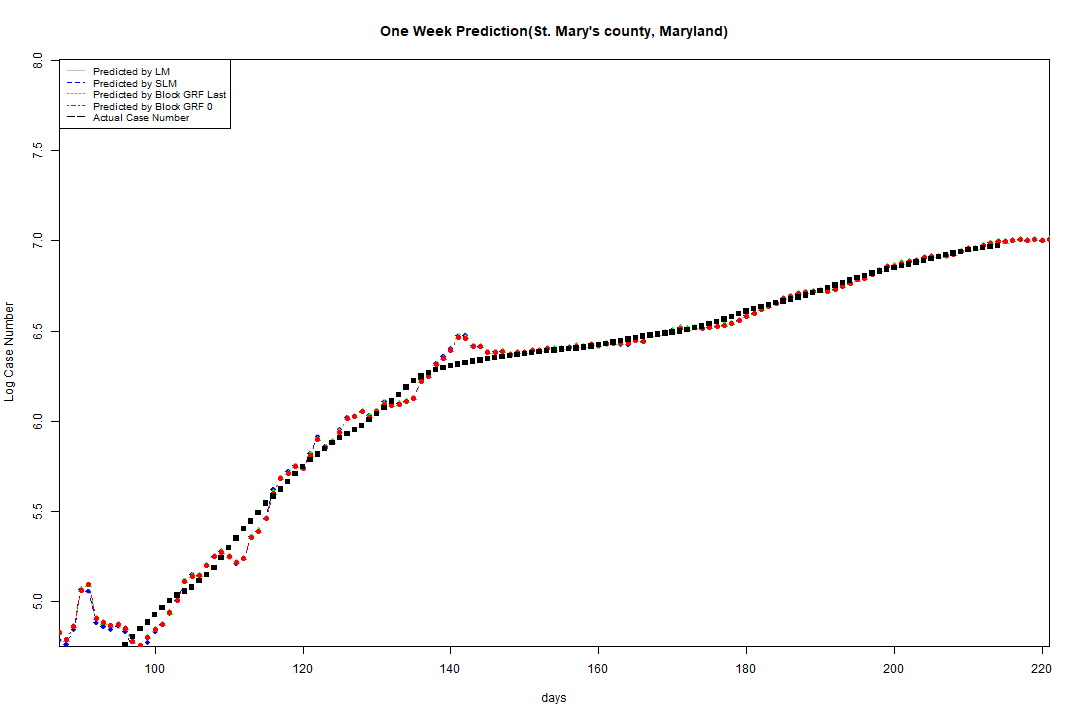 One Week Prediction(St. Mary's county, Maryland)
Predicted by LM
Predicted by SLM
Predicted by Block GRF Last
Predicted by Block GRF 0
Actual Case Number
8.0
7.5
7.0
6.5
6.0
5.5
5.0
Log Case Number
100 120 140 160 180 200 220
days